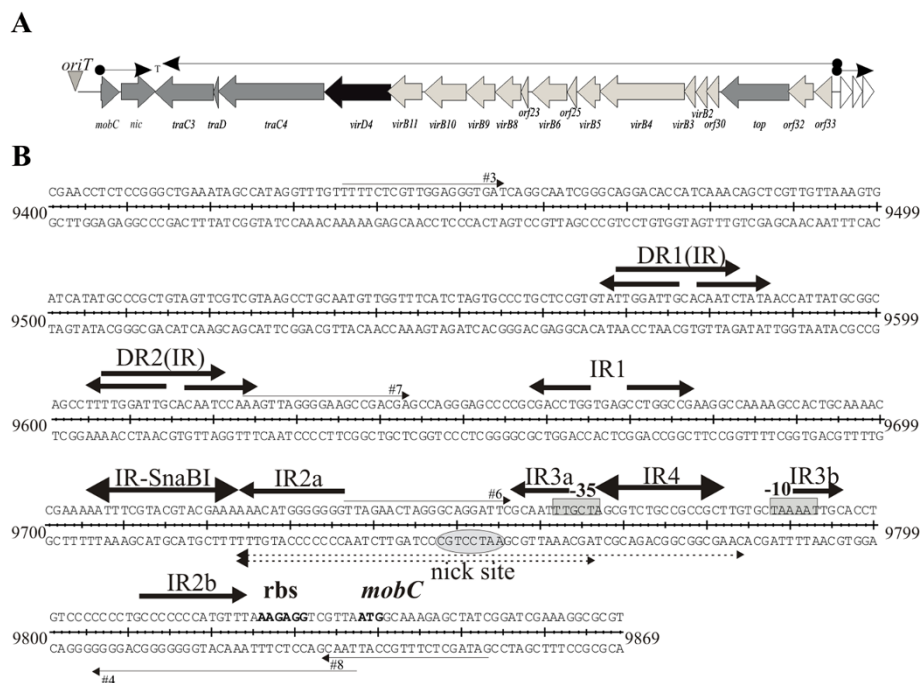 A
oriT
T
mobC nic traC3 traD traC4 virD4 virB11 virB10 virB9 virB8 orf23 virB6 orf25 virB5 virB4 virB3 virB2 orf30 top orf32 orf33
B
#3
CGAACCTCTCCGGGCTGAAATAGCCATAGGTTTGTTTTTCTCGTTGGAGGGTGATCAGGCAATCGGGCAGGACACCATCAAACAGCTCGTTGTTAAAGTG
9400 9499
GCTTGGAGAGGCCCGACTTTATCGGTATCCAAACAAAAAGAGCAACCTCCCACTAGTCCGTTAGCCCGTCCTGTGGTAGTTTGTCGAGCAACAATTTCAC
DR1(IR)
ATCATATGCCCGCTGTAGTTCGTCGTAAGCCTGCAATGTTGGTTTCATCTAGTGCCCTGCTCCGTGTATTGGATTGCACAATCTATAACCATTATGCGGC
9500 9599
TAGTATACGGGCGACATCAAGCAGCATTCGGACGTTACAACCAAAGTAGATCACGGGACGAGGCACATAACCTAACGTGTTAGATATTGGTAATACGCCG
DR2(IR) #7 IR1
AGCCTTTTGGATTGCACAATCCAAAGTTAGGGGAAGCCGACGAGCCAGGGAGCCCCGCGACCTGGTGAGCCTGGCCGAAGGCCAAAAGCCACTGCAAAAC
9600 9699
TCGGAAAACCTAACGTGTTAGGTTTCAATCCCCTTCGGCTGCTCGGTCCCTCGGGGCGCTGGACCACTCGGACCGGCTTCCGGTTTTCGGTGACGTTTTG
IR-SnaBI IR2a #6 IR3a -35 IR4 -10 IR3b
CGAAAAATTTCGTACGTACGAAAAAACATGGGGGGGTTAGAACTAGGGCAGGATTCGCAATTTGCTAGCGTCTGCCGCCGCTTGTGCTAAAATTGCACCT
9700 9799
GCTTTTTAAAGCATGCATGCTTTTTTGTACCCCCCCAATCTTGATCCCGTCCTAAGCGTTAAACGATCGCAGACGGCGGCGAACACGATTTTAACGTGGA
nick site
IR2b rbs mobC
GTCCCCCCCTGCCCCCCCATGTTTAAAGAGGTCGTTAATGGCAAAGAGCTATCGGATCGAAAGGCGCGT
9800 9869
CAGGGGGGGACGGGGGGGTACAAATTTCTCCAGCAATTACCGTTTCTCGATAGCCTAGCTTTCCGCGCA
#8
#4